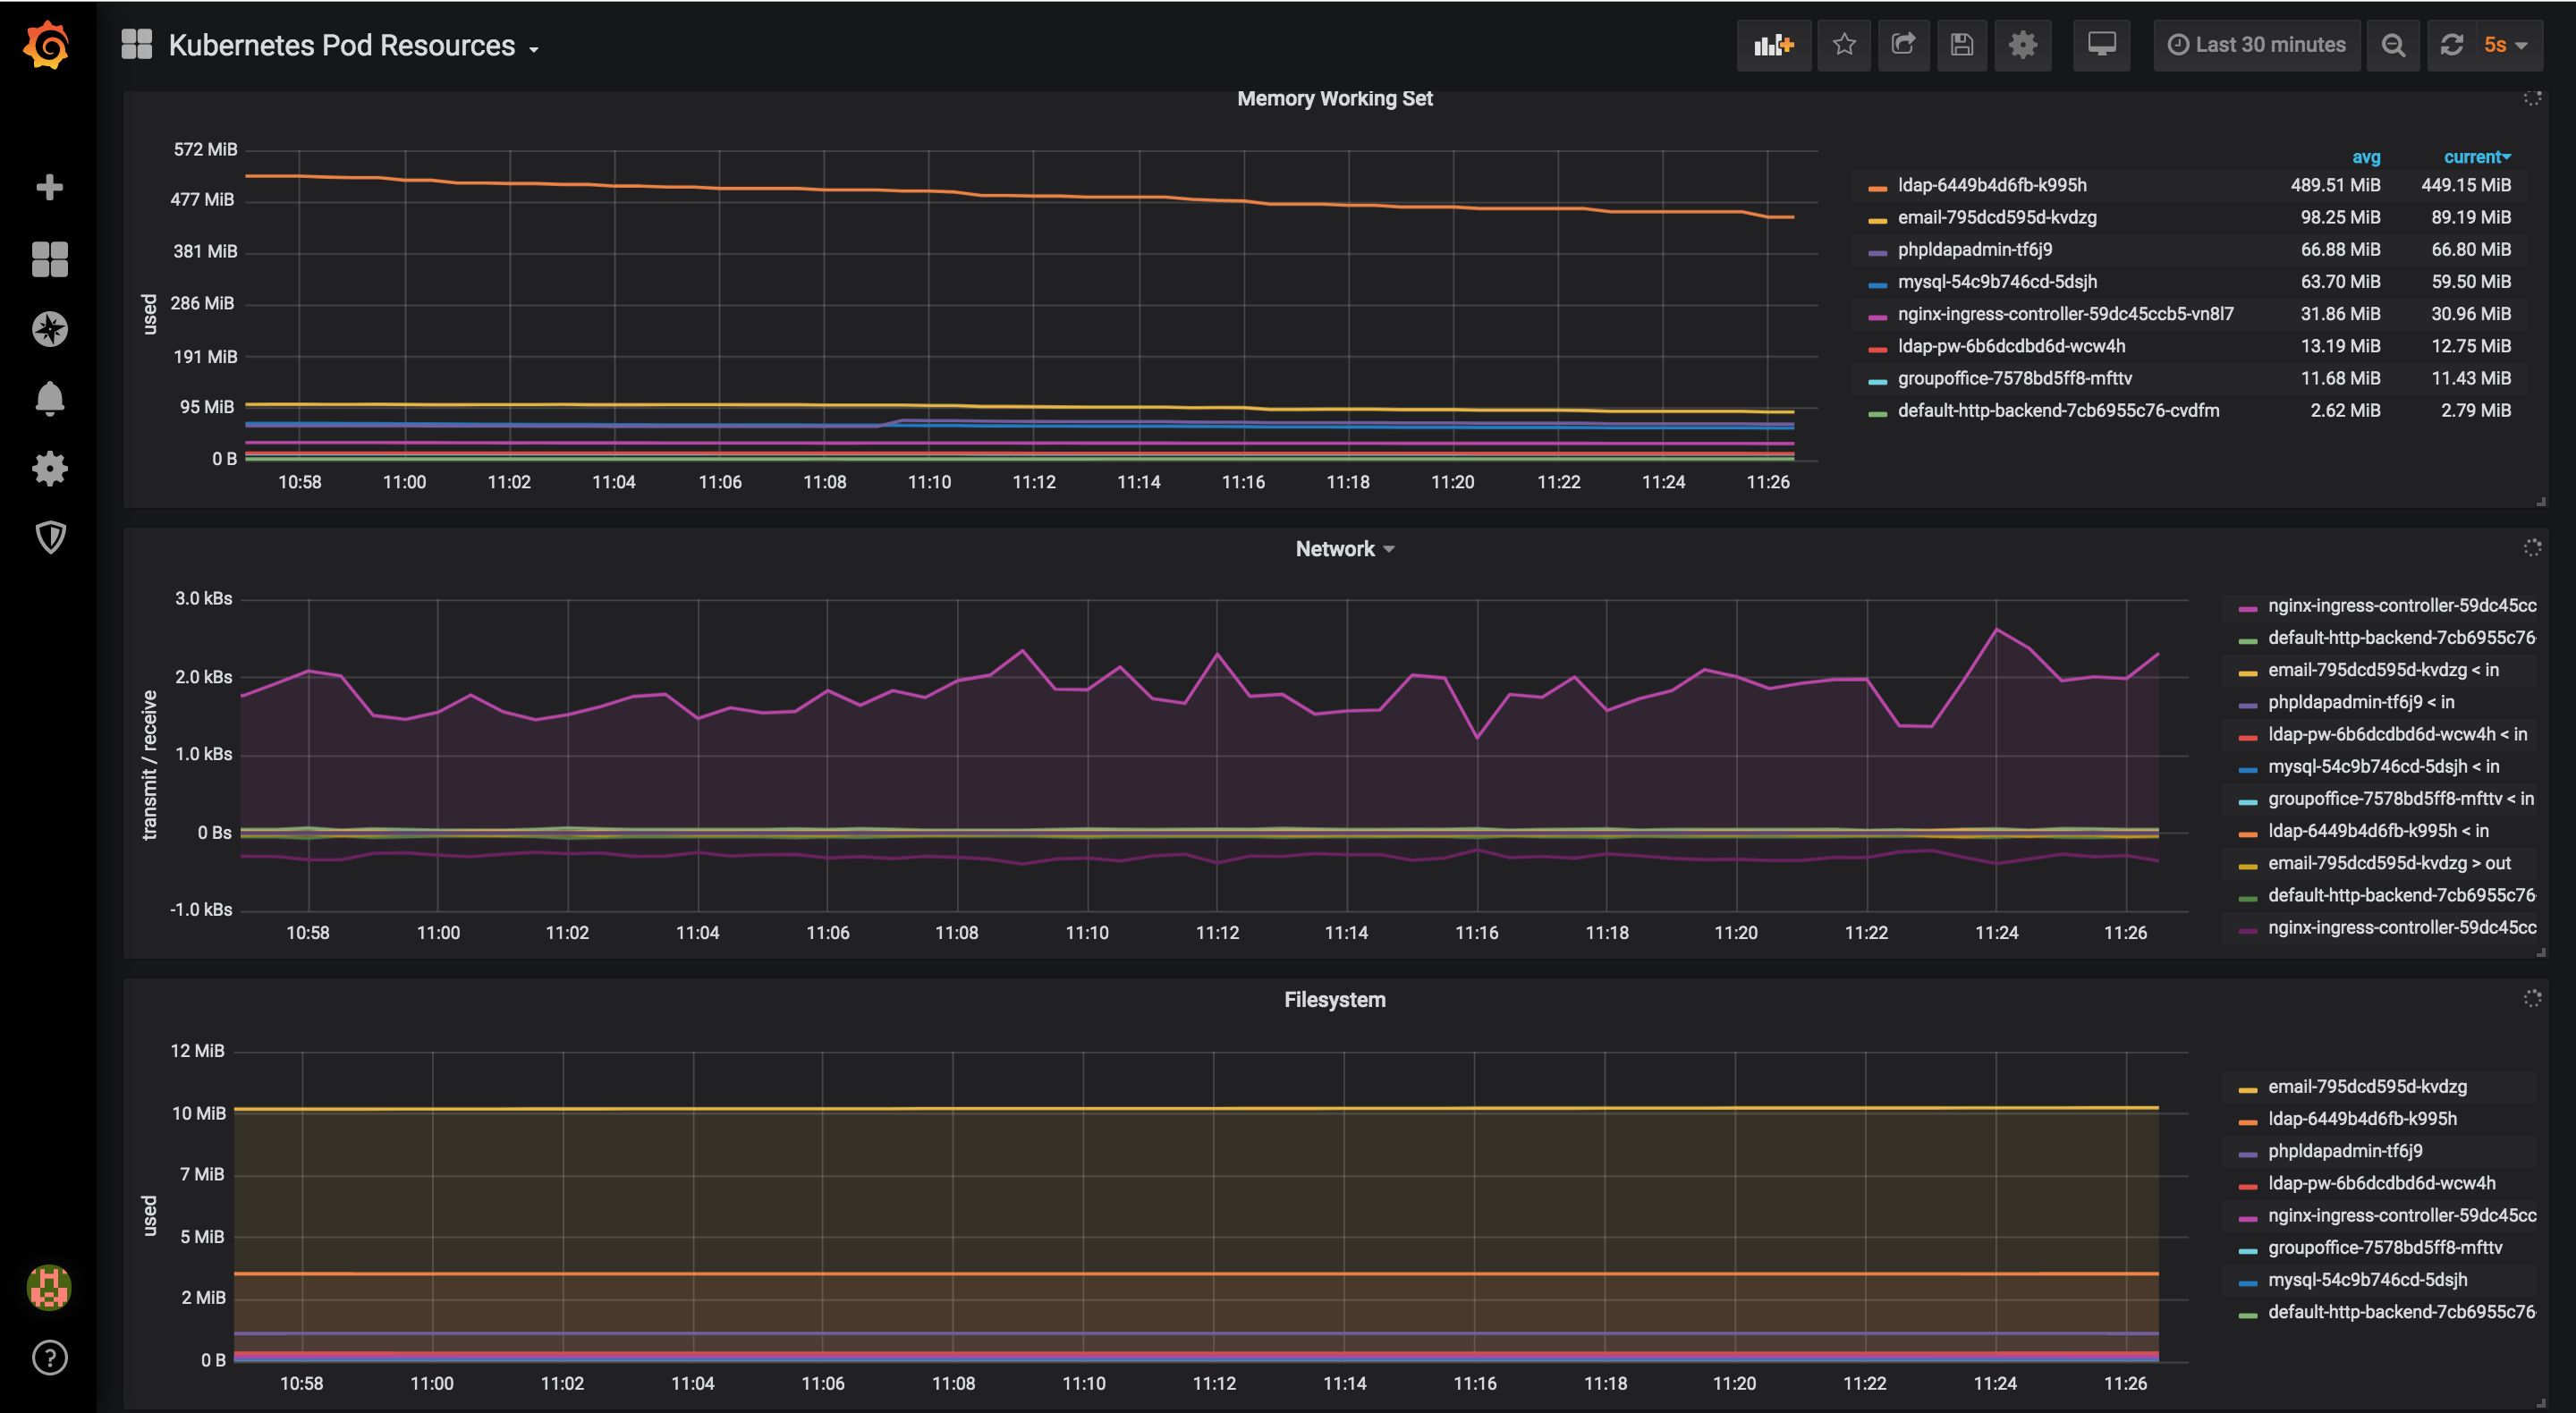 Kubernetes Pod Resources
Last 30 minutes
5s
Memory Working Set
572 MiB
477 MiB
381 MiB
286 MiB
191 MiB
95 MiB
0 B
used
10:58 11:00 11:02 11:04 11:06 11:08 11:10 11:12 11:14 11:16 11:18 11:20 11:22 11:24 11:26
avg current
ldap-6449b4d6fb-k995h 489.51 MiB 449.15 MiB
email-795dcd595d-kvdzg 98.25 MiB 89.19 MiB
phpldapadmin-tf6j9 66.88 MiB 66.80 MiB
mysql-54c9b746cd-5dsjh 63.70 MiB 59.50 MiB
nginx-ingress-controller-59dc45ccb5-vn8l7 31.86 MiB 30.96 MiB
ldap-pw-6b6dcdbd6d-wcw4h 13.19 MiB 12.75 MiB
groupoffice-7578bd5ff8-mfttv 11.68 MiB 11.43 MiB
default-http-backend-7cb6955c76-cvdfm 2.62 MiB 2.79 MiB
Network
3.0 kBs
2.0 kBs
1.0 kBs
0 Bs
-1.0 kBs
transmit / receive
10:58 11:00 11:02 11:04 11:06 11:08 11:10 11:12 11:14 11:16 11:18 11:20 11:22 11:24 11:26
nginx-ingress-controller-59dc45cc
default-http-backend-7cb6955c76-
email-795dcd595d-kvdzg < in
phpldapadmin-tf6j9 < in
ldap-pw-6b6dcdbd6d-wcw4h < in
mysql-54c9b746cd-5dsjh < in
groupoffice-7578bd5ff8-mfttv < in
ldap-6449b4d6fb-k995h < in
email-795dcd595d-kvdzg > out
default-http-backend-7cb6955c76-
nginx-ingress-controller-59dc45cc
Filesystem
12 MiB
10 MiB
7 MiB
5 MiB
2 MiB
0 B
used
10:58 11:00 11:02 11:04 11:06 11:08 11:10 11:12 11:14 11:16 11:18 11:20 11:22 11:24 11:26
email-795dcd595d-kvdzg
ldap-6449b4d6fb-k995h
phpldapadmin-tf6j9
ldap-pw-6b6dcdbd6d-wcw4h
nginx-ingress-controller-59dc45cc
groupoffice-7578bd5ff8-mfttv
mysql-54c9b746cd-5dsjh
default-http-backend-7cb6955c76-